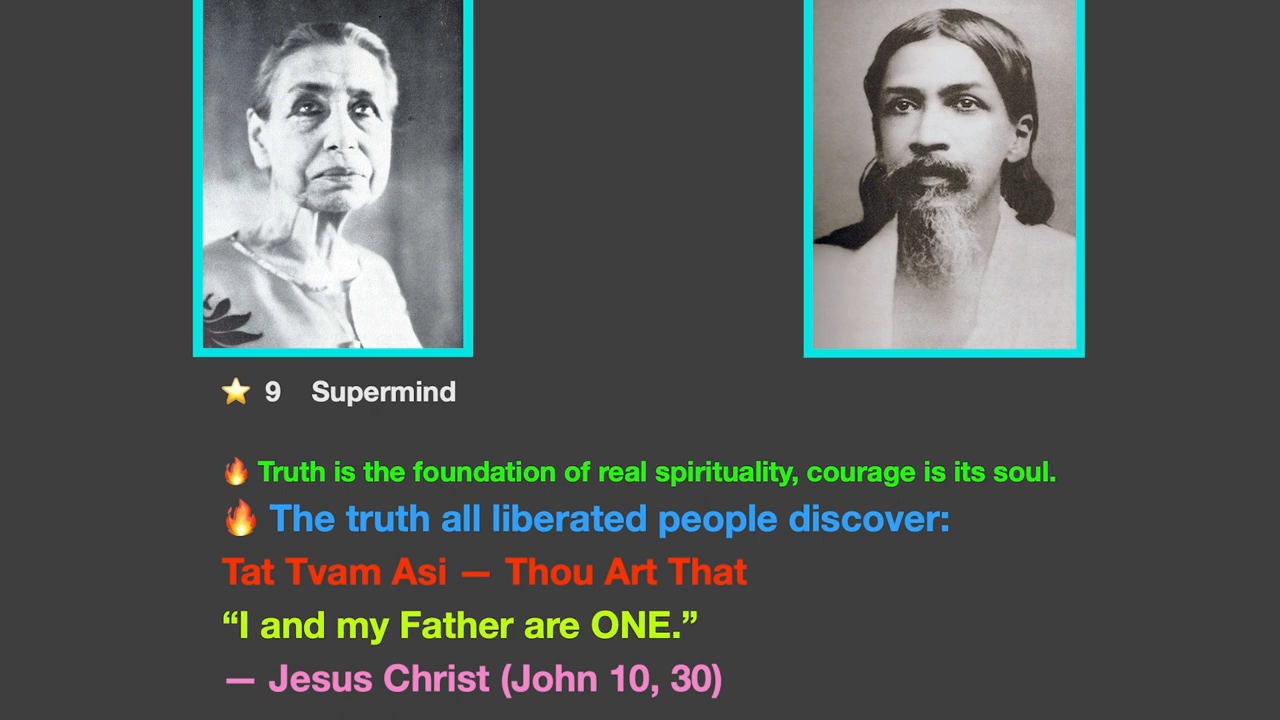 ⭐ 9 Supermind
🔥 Truth is the foundation of real spirituality, courage is its soul.
🔥 The truth all liberated people discover:
Tat Tvam Asi — Thou Art That
“I and my Father are ONE.”
— Jesus Christ (John 10, 30)